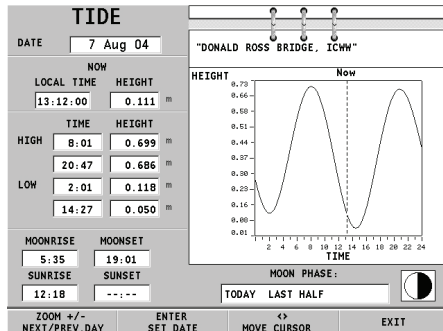 TIDE
DATE 7 Aug 04
NOW
LOCAL TIME HEIGHT
13:12:00 0.111 m
TIME HEIGHT
HIGH 8:01 0.699 m
20:47 0.686 m
LOW 2:01 0.118 m
14:27 0.050 m
MOONRISE MOONSET
5:35 19:01
SUNRISE SUNSET
12:18 --:--
"DONALD ROSS BRIDGE, ICWW"
HEIGHT Now
0.73
0.66
0.58
0.51
0.44
0.37
0.30
0.23
0.16
0.08
0.01
2 4 6 8 10 12 14 16 18 20 22 24
TIME
MOON PHASE:
TODAY LAST HALF
ZOOM +/- ENTER <> EXIT
NEXT/PREV.DAY SET DATE MOVE CURSOR